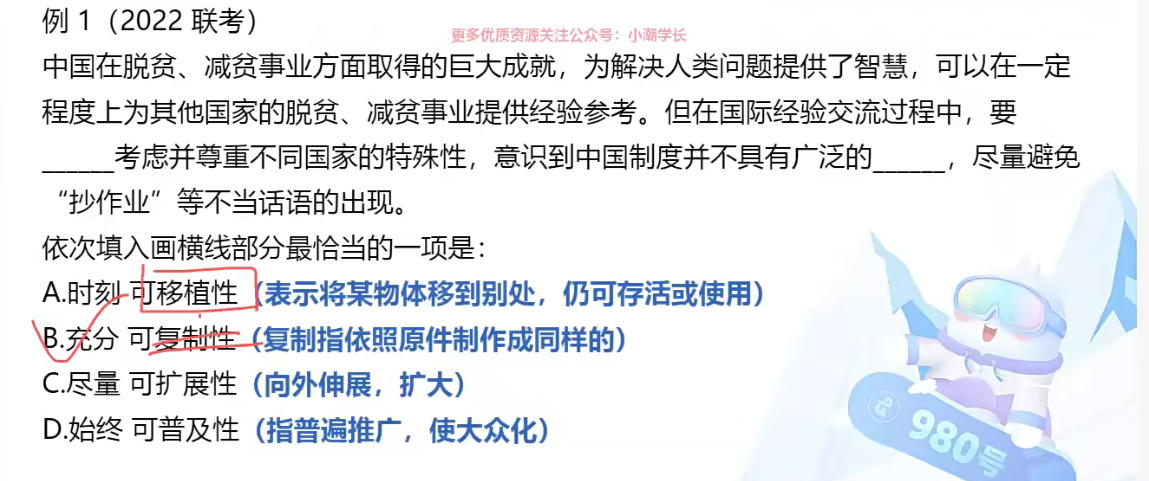 例 1（2022 联考）
更多优质资源关注公众号：小潮学长
中国在脱贫、减贫事业方面取得的巨大成就，为解决人类问题提供了智慧，可以在一定
程度上为其他国家的脱贫、减贫事业提供经验参考。但在国际经验交流过程中，要
______考虑并尊重不同国家的特殊性，意识到中国制度并不具有广泛的______，尽量避免
“抄作业”等不当话语的出现。
依次填入画横线部分最恰当的一项是：
A.时刻 可移植性（表示将某物体移到别处，仍可存活或使用）
B.充分 可复制性（复制指依照原件制作成同样的）
C.尽量 可扩展性（向外伸展，扩大）
D.始终 可普及性（指普遍推广，使大众化）
980号